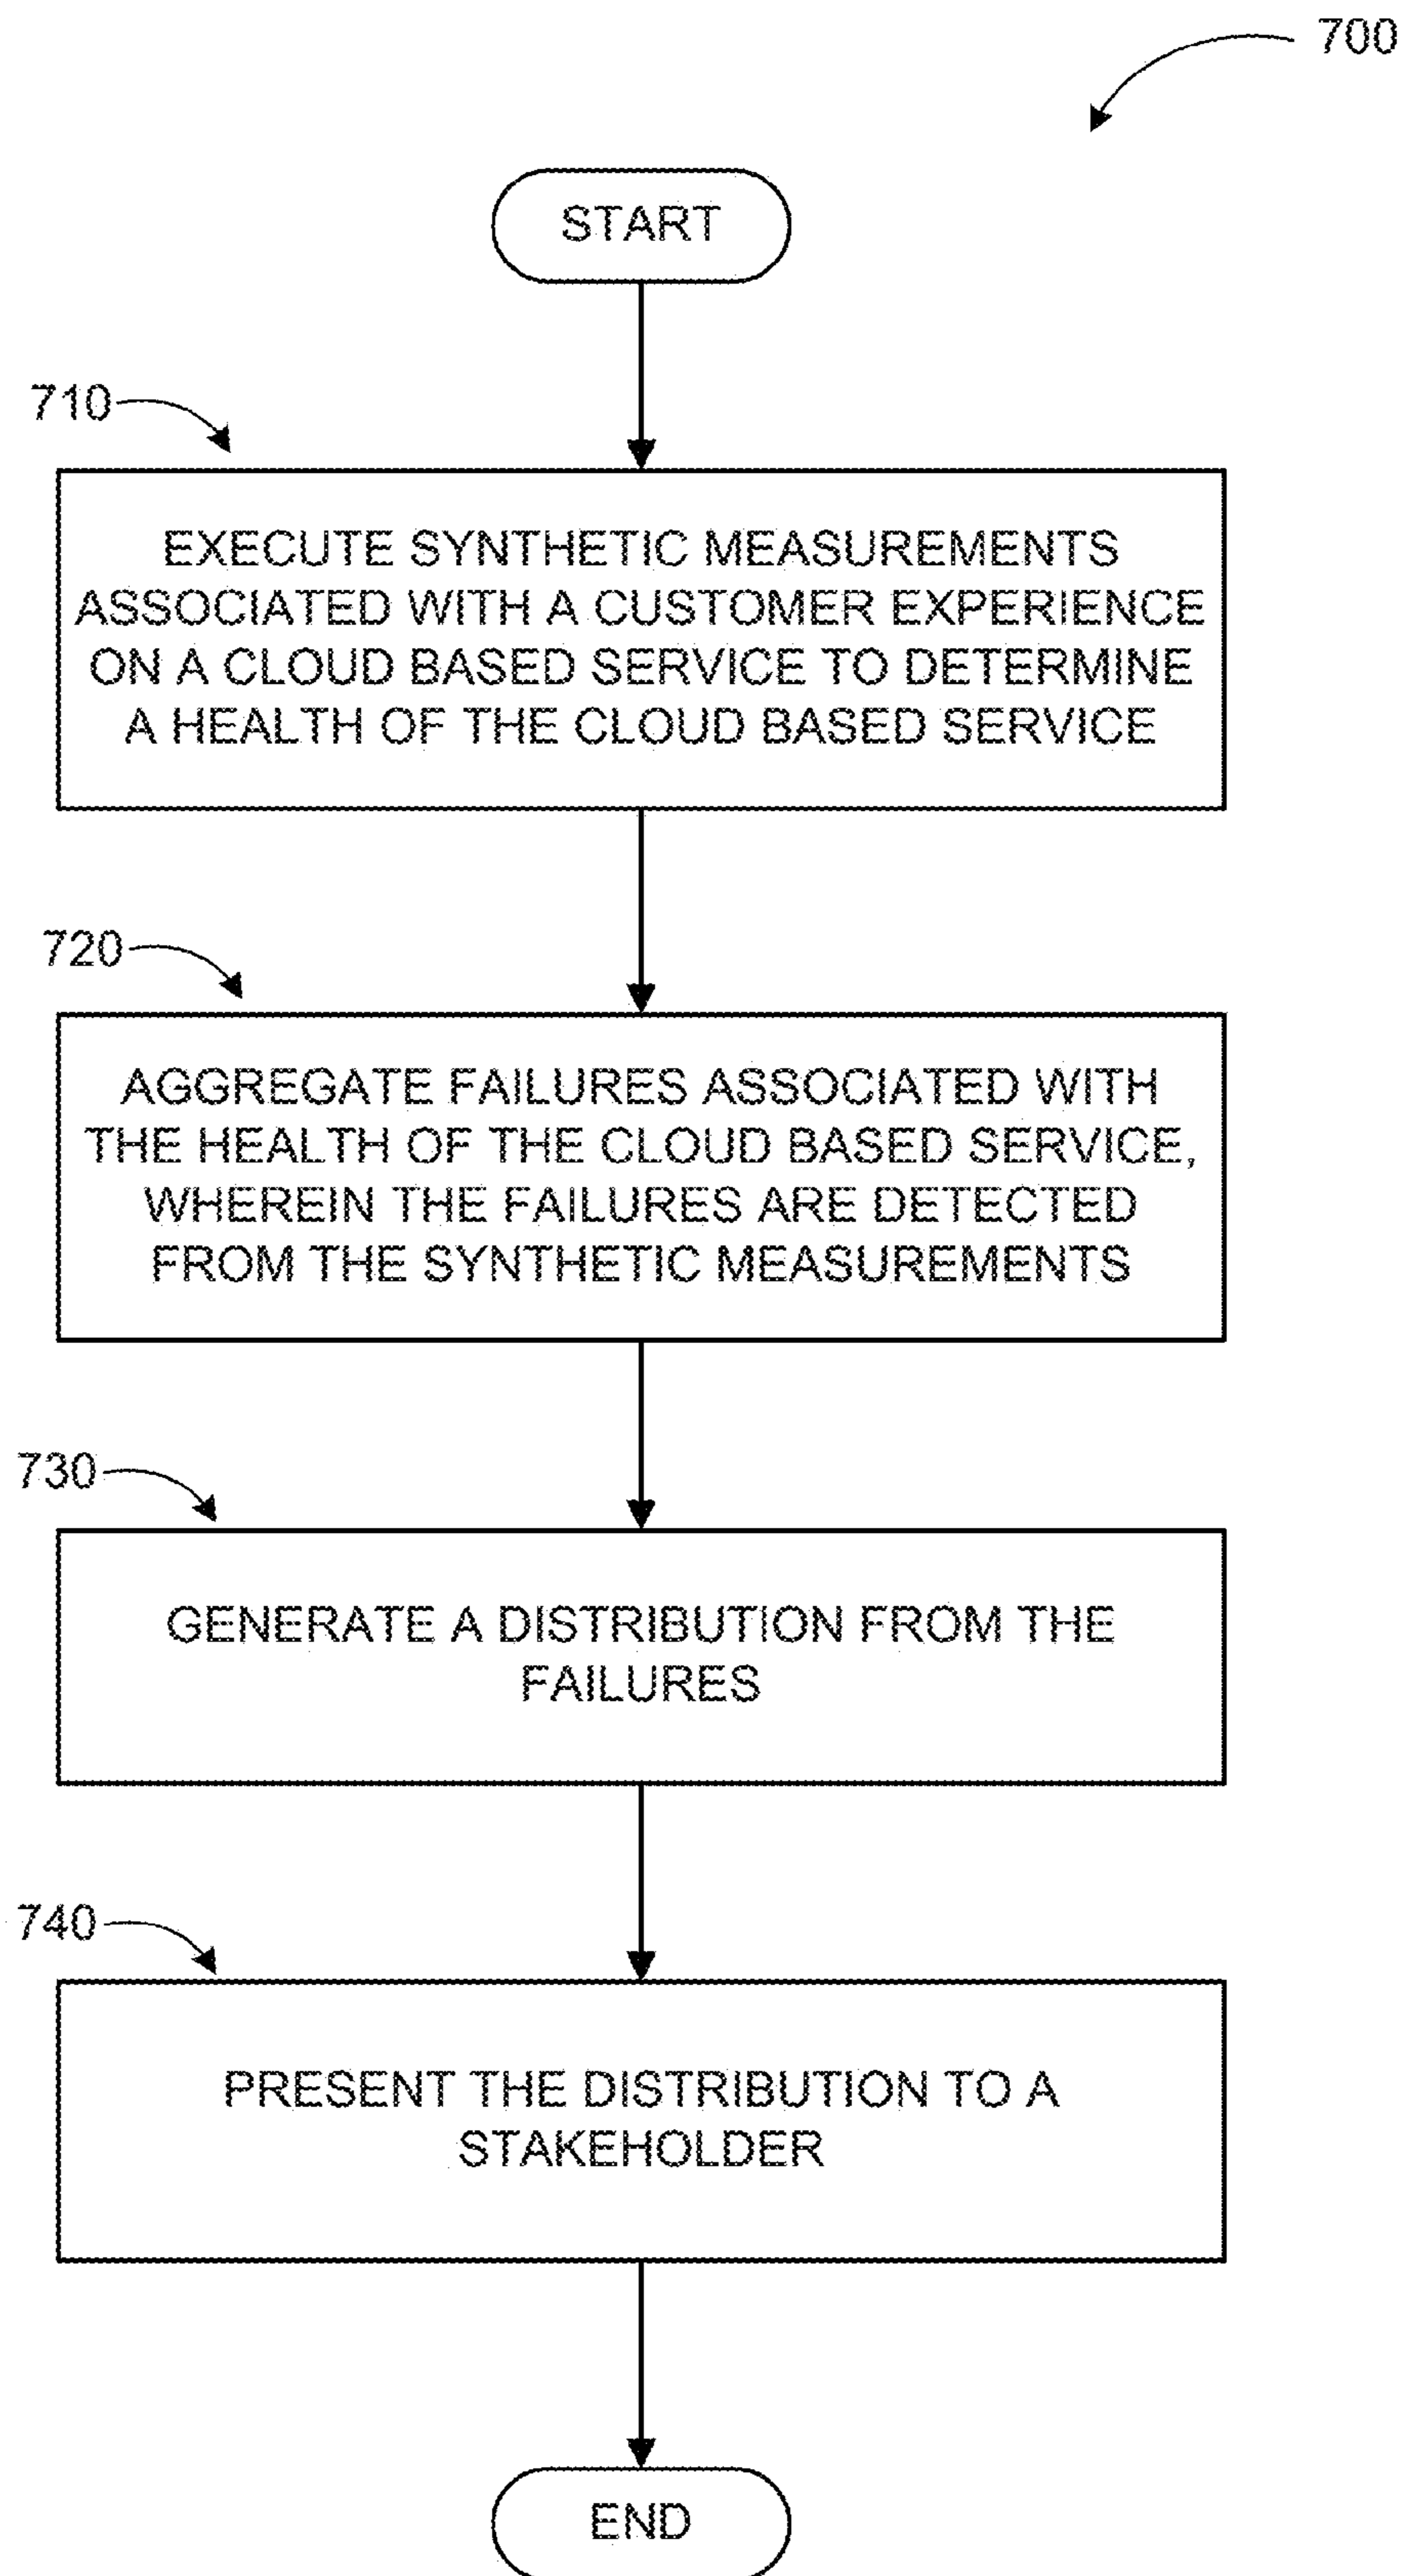 700
START
710
EXECUTE SYNTHETIC MEASUREMENTS
ASSOCIATED WITH A CUSTOMER EXPERIENCE
ON A CLOUD BASED SERVICE TO DETERMINE
A HEALTH OF THE CLOUD BASED SERVICE
720
AGGREGATE FAILURES ASSOCIATED WITH
THE HEALTH OF THE CLOUD BASED SERVICE,
WHEREIN THE FAILURES ARE DETECTED
FROM THE SYNTHETIC MEASUREMENTS
730
GENERATE A DISTRIBUTION FROM THE
FAILURES
740
PRESENT THE DISTRIBUTION TO A
STAKEHOLDER
END